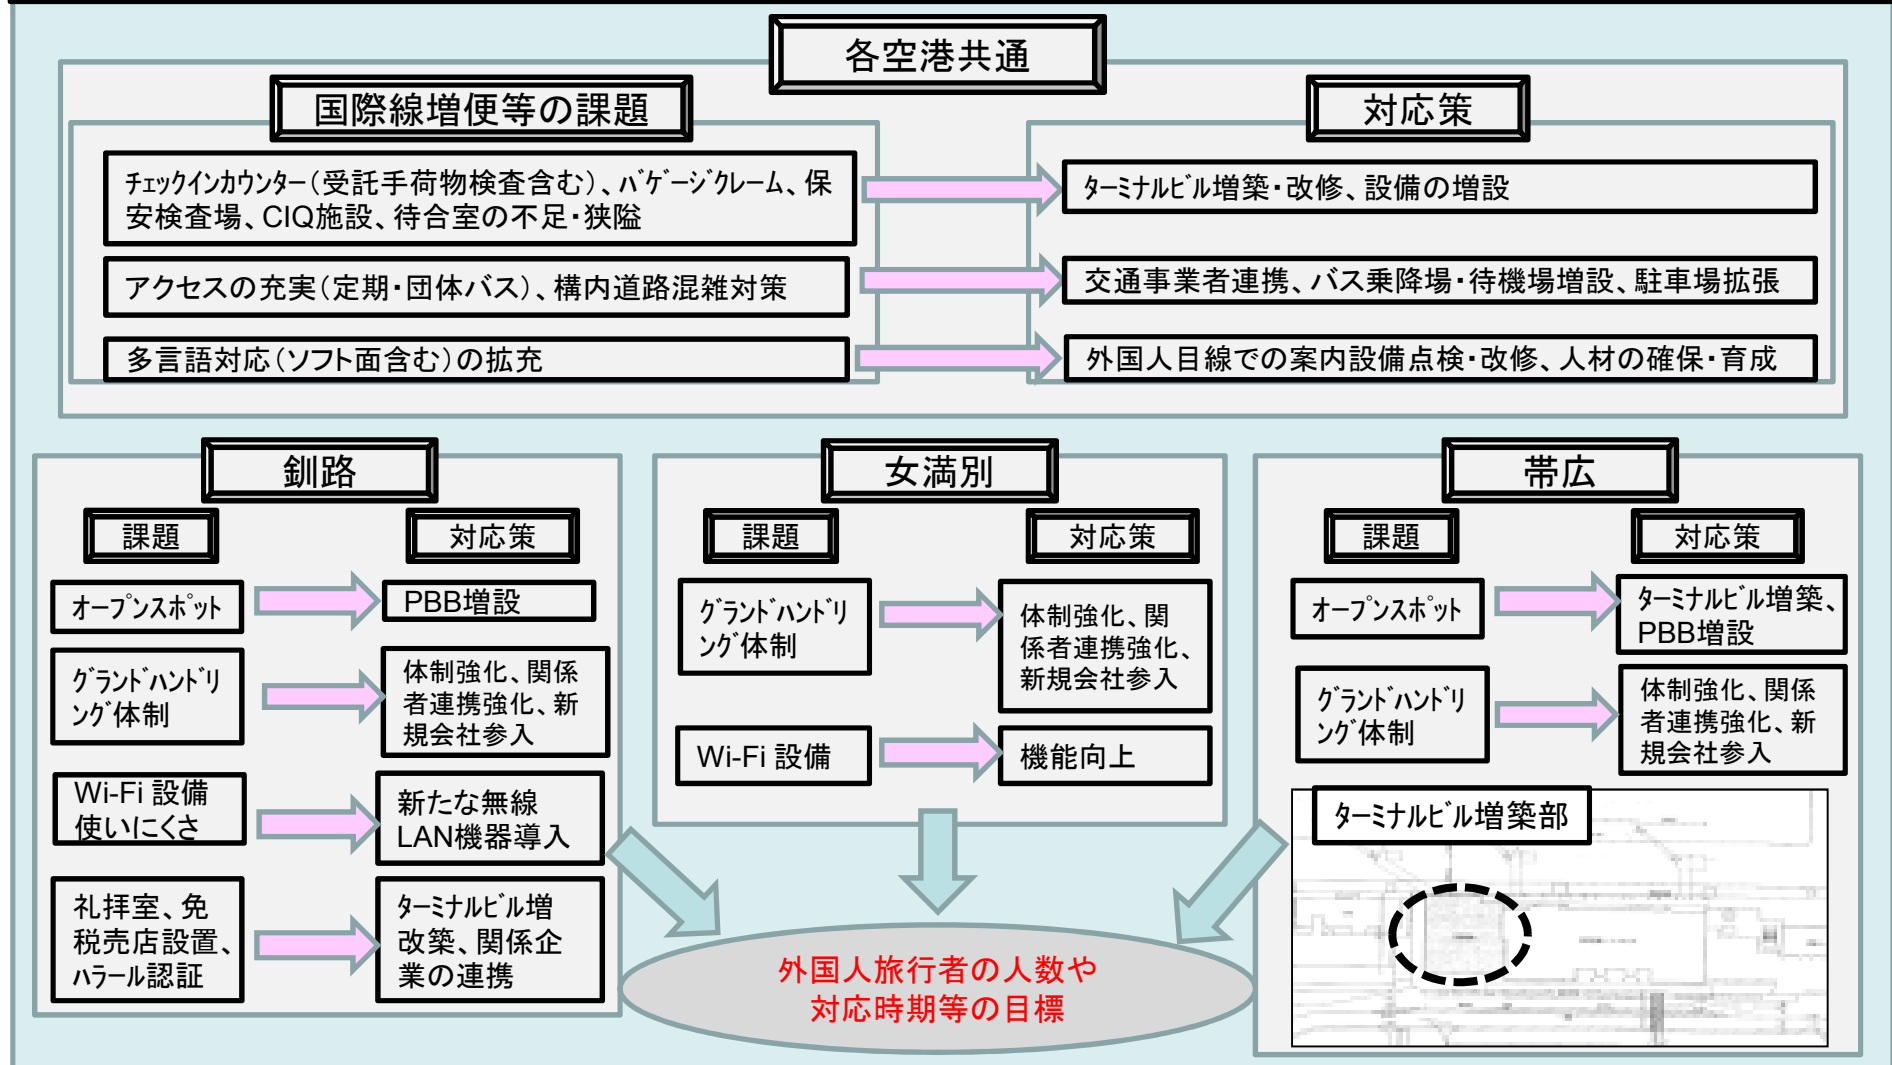 各空港共通
国際線増便等の課題
対応策
ﾁｪｯｸｲﾝｶｳﾝﾀｰ（受託手荷物検査含む）、ﾊﾞｹﾞｰｼﾞｸﾚｰﾑ、保
安検査場、CIQ施設、待合室の不足・狭隘
ﾀｰﾐﾅﾙﾋﾞﾙ増築・改修、設備の増設
アクセスの充実（定期・団体バス）、構内道路混雑対策
交通事業者連携、バス乗降場・待機場増設、駐車場拡張
多言語対応（ソフト面含む）の拡充
外国人目線での案内設備点検・改修、人材の確保・育成
釧路
課題
対応策
ｵｰﾌﾟﾝｽﾎﾟｯﾄ
PBB増設
ｸﾞﾗﾝﾄﾞﾊﾝﾄﾞﾘ
ﾝｸﾞ体制
体制強化、関係
者連携強化、新
規会社参入
Wi-Fi 設備
使いにくさ
新たな無線
LAN機器導入
礼拝室、免
税売店設置、
ﾊﾗｰﾙ認証
ﾀｰﾐﾅﾙﾋﾞﾙ増
改築、関係企
業の連携
女満別
課題
対応策
ｸﾞﾗﾝﾄﾞﾊﾝﾄﾞﾘ
ﾝｸﾞ体制
体制強化、関
係者連携強化、
新規会社参入
Wi-Fi 設備
機能向上
帯広
課題
対応策
ｵｰﾌﾟﾝｽﾎﾟｯﾄ
ﾀｰﾐﾅﾙﾋﾞﾙ増築、
PBB増設
ｸﾞﾗﾝﾄﾞﾊﾝﾄﾞﾘ
ﾝｸﾞ体制
体制強化、関係
者連携強化、新
規会社参入
ﾀｰﾐﾅﾙﾋﾞﾙ増築部
外国人旅行者の人数や
対応時期等の目標